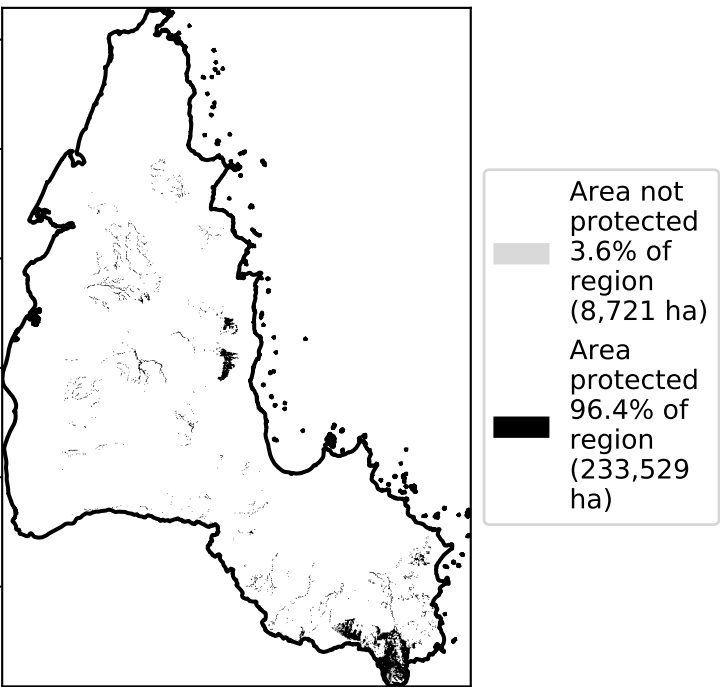 Area not
protected
3.6% of
region
(8,721 ha)
Area
protected
96.4% of
region
(233,529
ha)